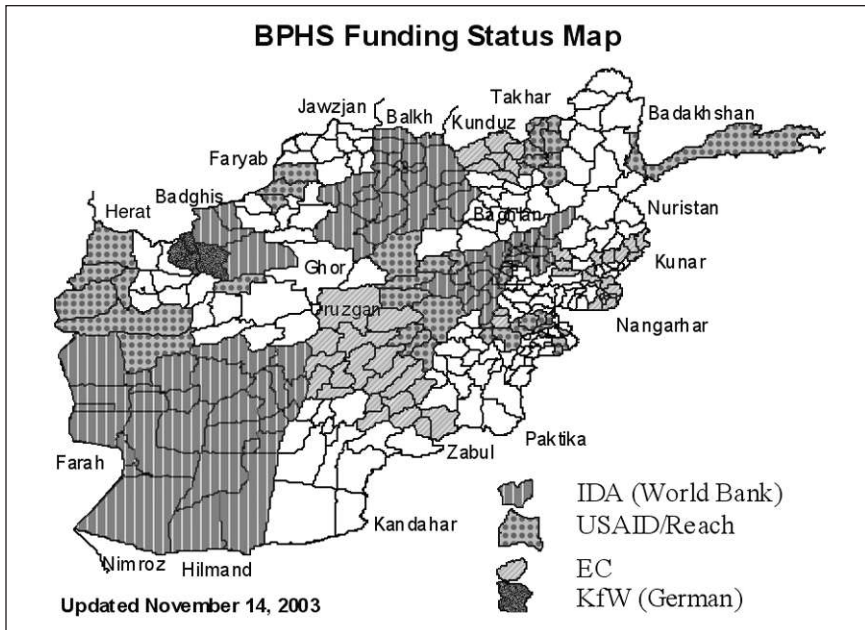 BPHS Funding Status Map
Takhar
Jawzjan
Balkh
Kunduz
Badakhshan
Faryab
Badghis
Herat
Nuristan
Baghlan
Kunar
Ghor
Nangarhar
ruzgan
Paktika
Zabul
Farah
Kandahar
Nimroz
Hilmand
IDA (World Bank)
USAID/Reach
EC
KfW (German)
Updated November 14, 2003